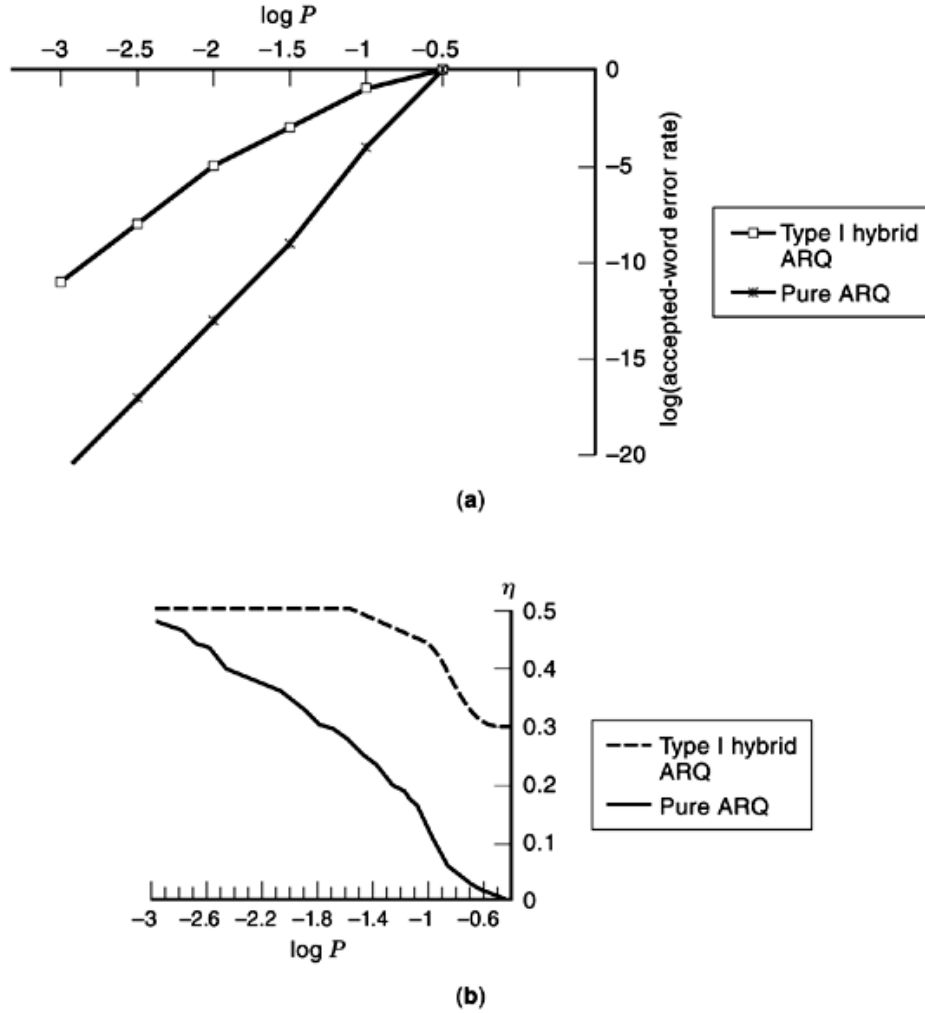 log P
−3 −2.5 −2 −1.5 −1 −0.5
0
−5
−10
−15
−20
log(accepted-word error rate)
Type I hybrid
ARQ
Pure ARQ
(a)
η
0.5
0.4
0.3
0.2
0.1
0
−3 −2.6 −2.2 −1.8 −1.4 −1 −0.6
log P
Type I hybrid
ARQ
Pure ARQ
(b)